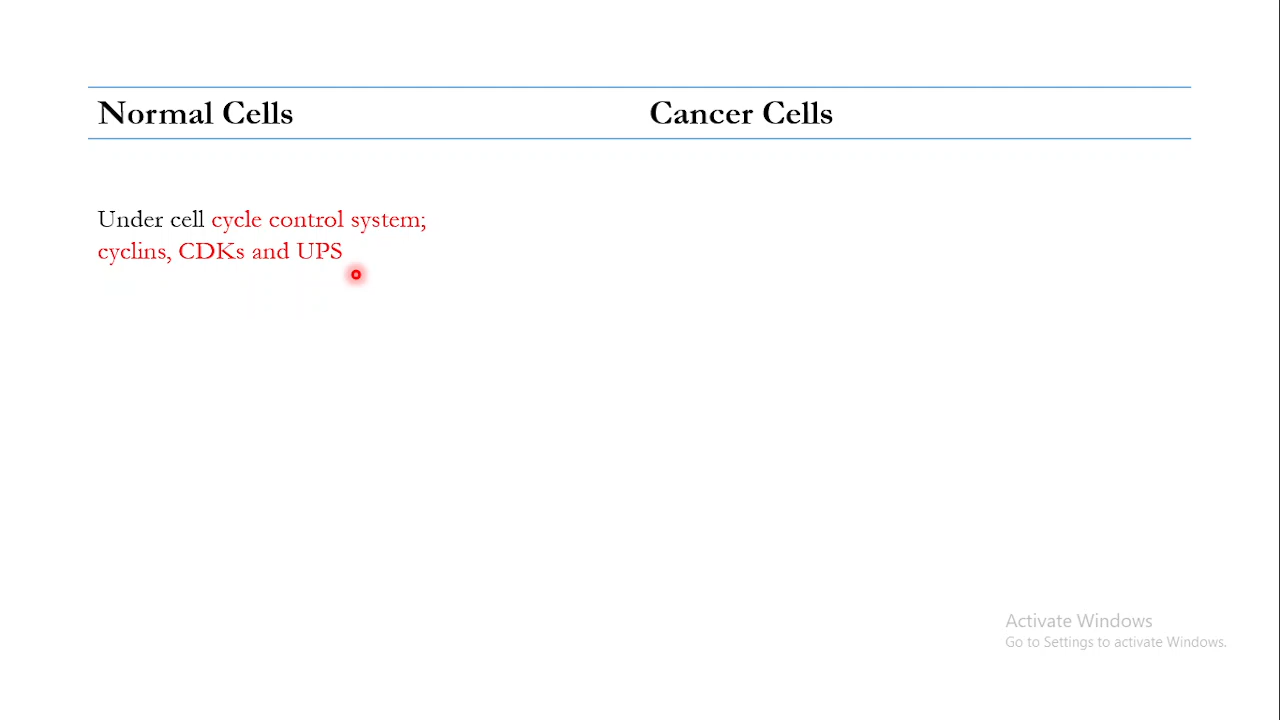 Normal Cells
Cancer Cells
Under cell cycle control system;
cyclins, CDKs and UPS
Activate Windows
Go to Settings to activate Windows.